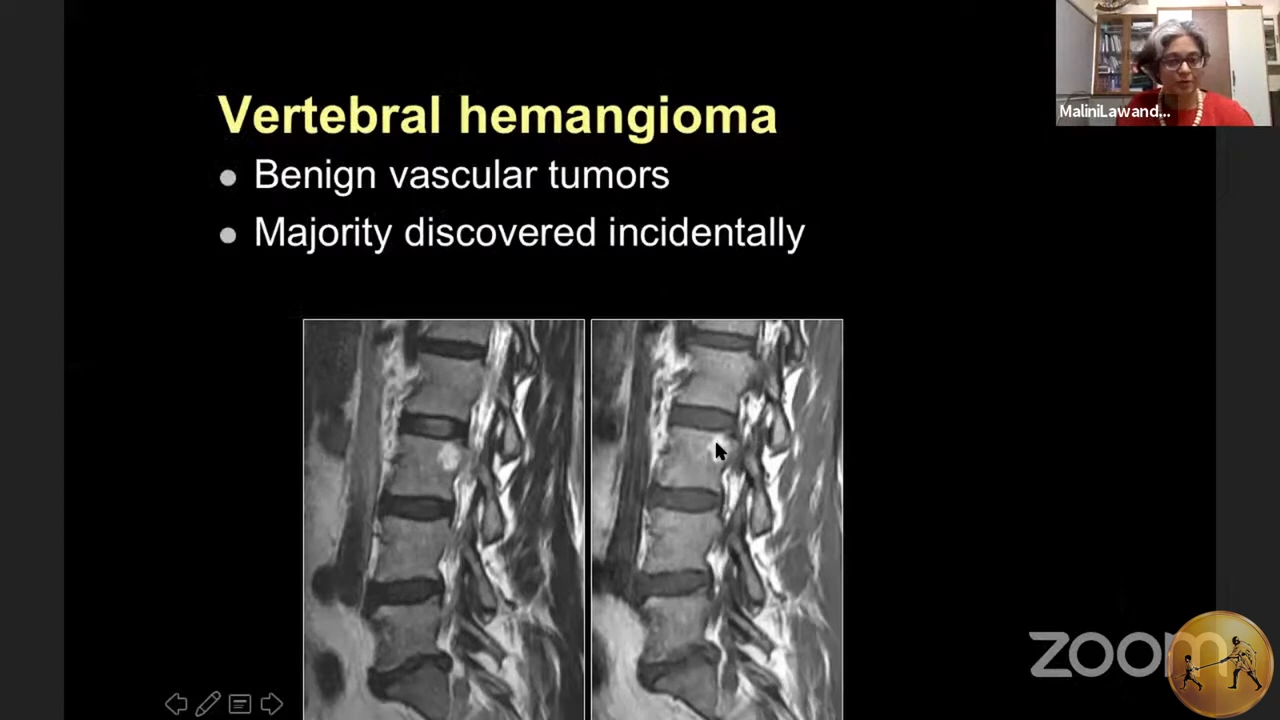 Vertebral hemangioma
Benign vascular tumors
Majority discovered incidentally
MaliniLawand...
zoom